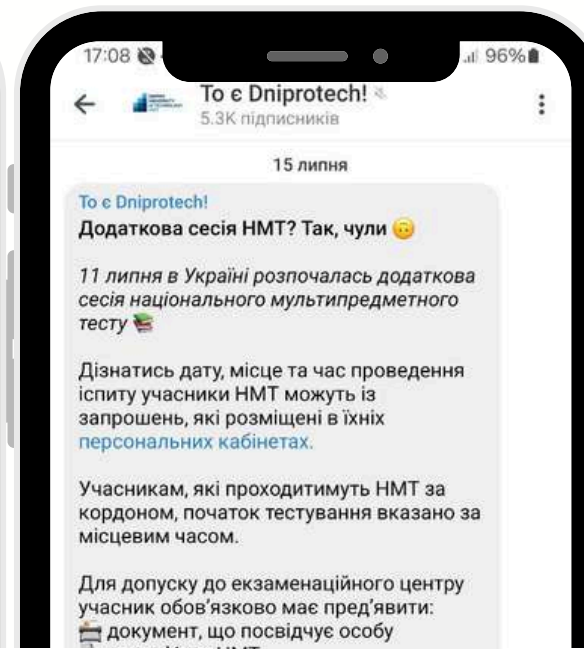 17:08
96%
То є Dniprotech!
5.3K підписників
15 липня
То є Dniprotech!
Додаткова сесія НМТ? Так, чули 🙃
11 липня в Україні розпочалась додаткова
сесія національного мультипредметного
тесту 📚
Дізнатись дату, місце та час проведення
іспиту учасники НМТ можуть із
запрошень, які розміщені в їхніх
персональних кабінетах.
Учасникам, які проходитимуть НМТ за
кордоном, початок тестування вказано за
місцевим часом.
Для допуску до екзаменаційного центру
учасник обов’язково має пред’явити:
документ, що посвідчує особу